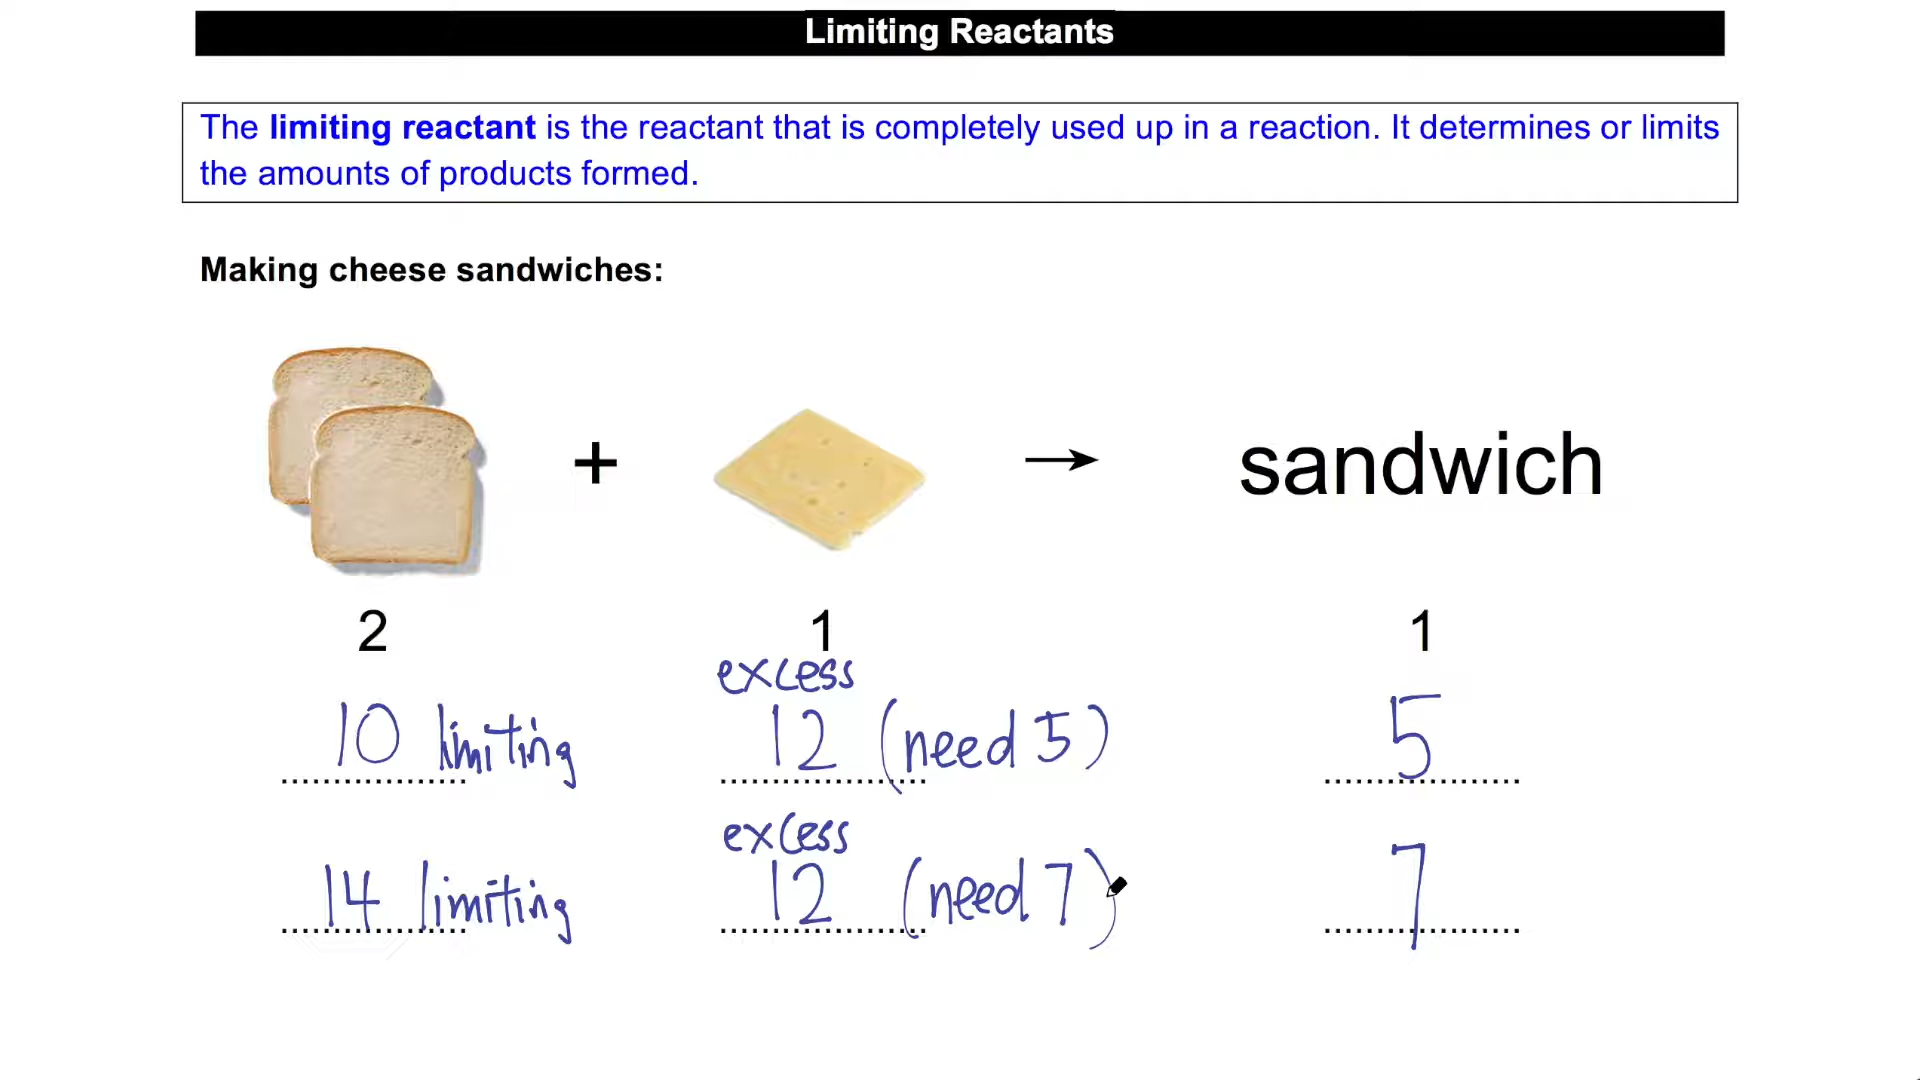 Limiting Reactants
The limiting reactant is the reactant that is completely used up in a reaction. It determines or limits
the amounts of products formed.
Making cheese sandwiches:
+ → sandwich
2 1 1
excess
10 limiting 12 (need 5) 5
excess
14 limiting 12 (need 7) 7